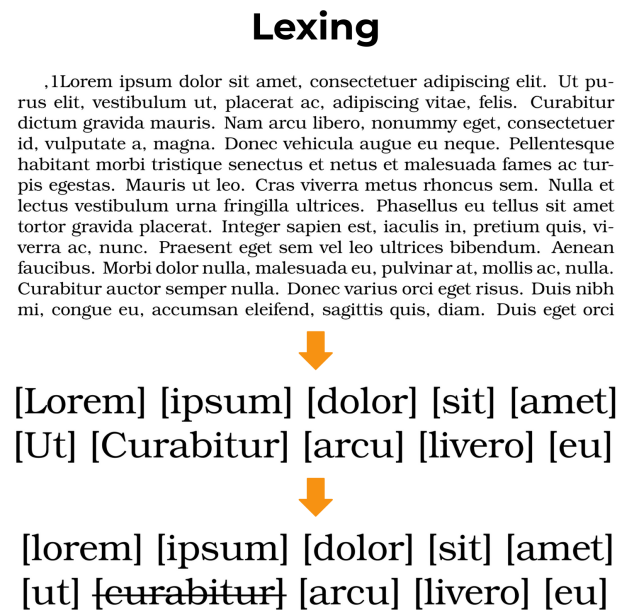 Lexing
,1Lorem ipsum dolor sit amet, consectetuer adipiscing elit. Ut pu-
rus elit, vestibulum ut, placerat ac, adipiscing vitae, felis. Curabitur
dictum gravida mauris. Nam arcu libero, nonummy eget, consectetuer
id, vulputate a, magna. Donec vehicula augue eu neque. Pellentesque
habitant morbi tristique senectus et netus et malesuada fames ac tur-
pis egestas. Mauris ut leo. Cras viverra metus rhoncus sem. Nulla et
lectus vestibulum urna fringilla ultrices. Phasellus eu tellus sit amet
tortor gravida placerat. Integer sapien est, iaculis in, pretium quis, vi-
verra ac, nunc. Praesent eget sem vel leo ultrices bibendum. Aenean
faucibus. Morbi dolor nulla, malesuada eu, pulvinar at, mollis ac, nulla.
Curabitur auctor semper nulla. Donec varius orci eget risus. Duis nibh
mi, congue eu, accumsan eleifend, sagittis quis, diam. Duis eget orci
[Lorem] [ipsum] [dolor] [sit] [amet]
[Ut] [Curabitur] [arcu] [livero] [eu]
[lorem] [ipsum] [dolor] [sit] [amet]
[ut] [curabitur] [arcu] [livero] [eu]